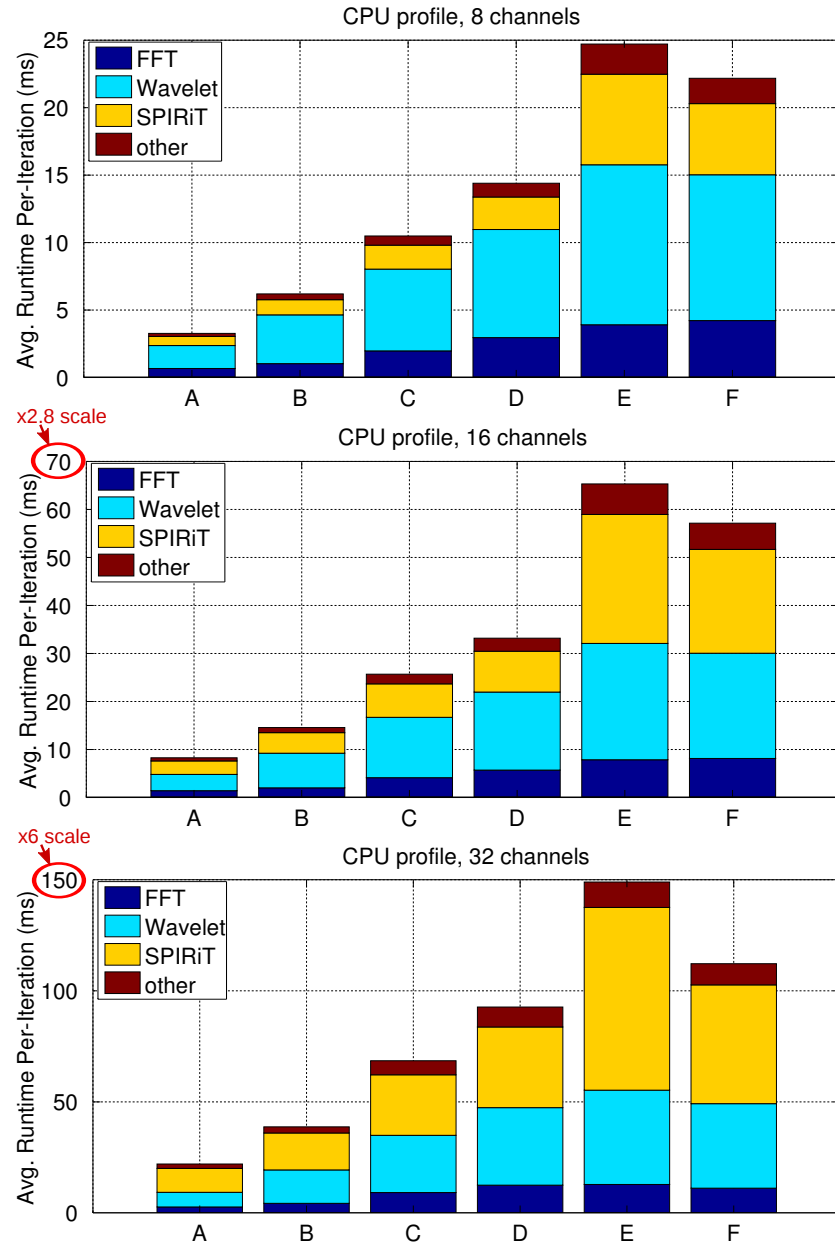 CPU profile, 8 channels
Avg. Runtime Per-Iteration (ms)
25
20
15
10
5
0
FFT
Wavelet
SPIRiT
other
A B C D E F
x2.8 scale
CPU profile, 16 channels
Avg. Runtime Per-Iteration (ms)
70
60
50
40
30
20
10
0
FFT
Wavelet
SPIRiT
other
A B C D E F
x6 scale
CPU profile, 32 channels
Avg. Runtime Per-Iteration (ms)
150
100
50
0
FFT
Wavelet
SPIRiT
other
A B C D E F